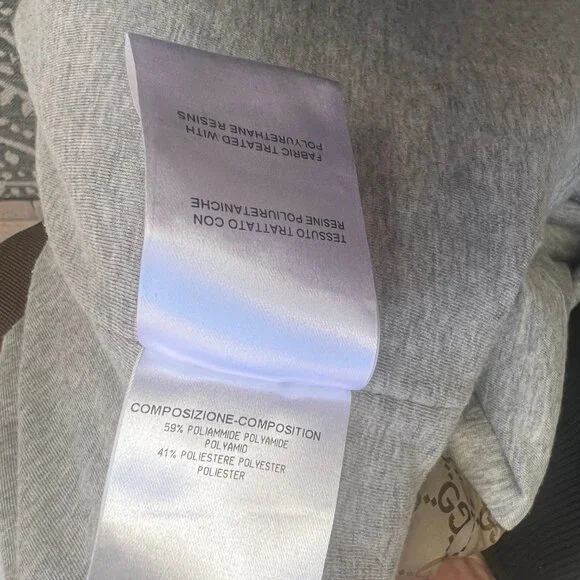 FABRIC TREATED WITH
POLYURETHANE RESINS
TESSUTO TRATTATO CON
RESINE POLIURETANICHE
COMPOSIZIONE-COMPOSITION
59% POLIAMMIDE POLYAMIDE
POLYAMID
41% POLIESTERE POLYESTER
POLIESTER